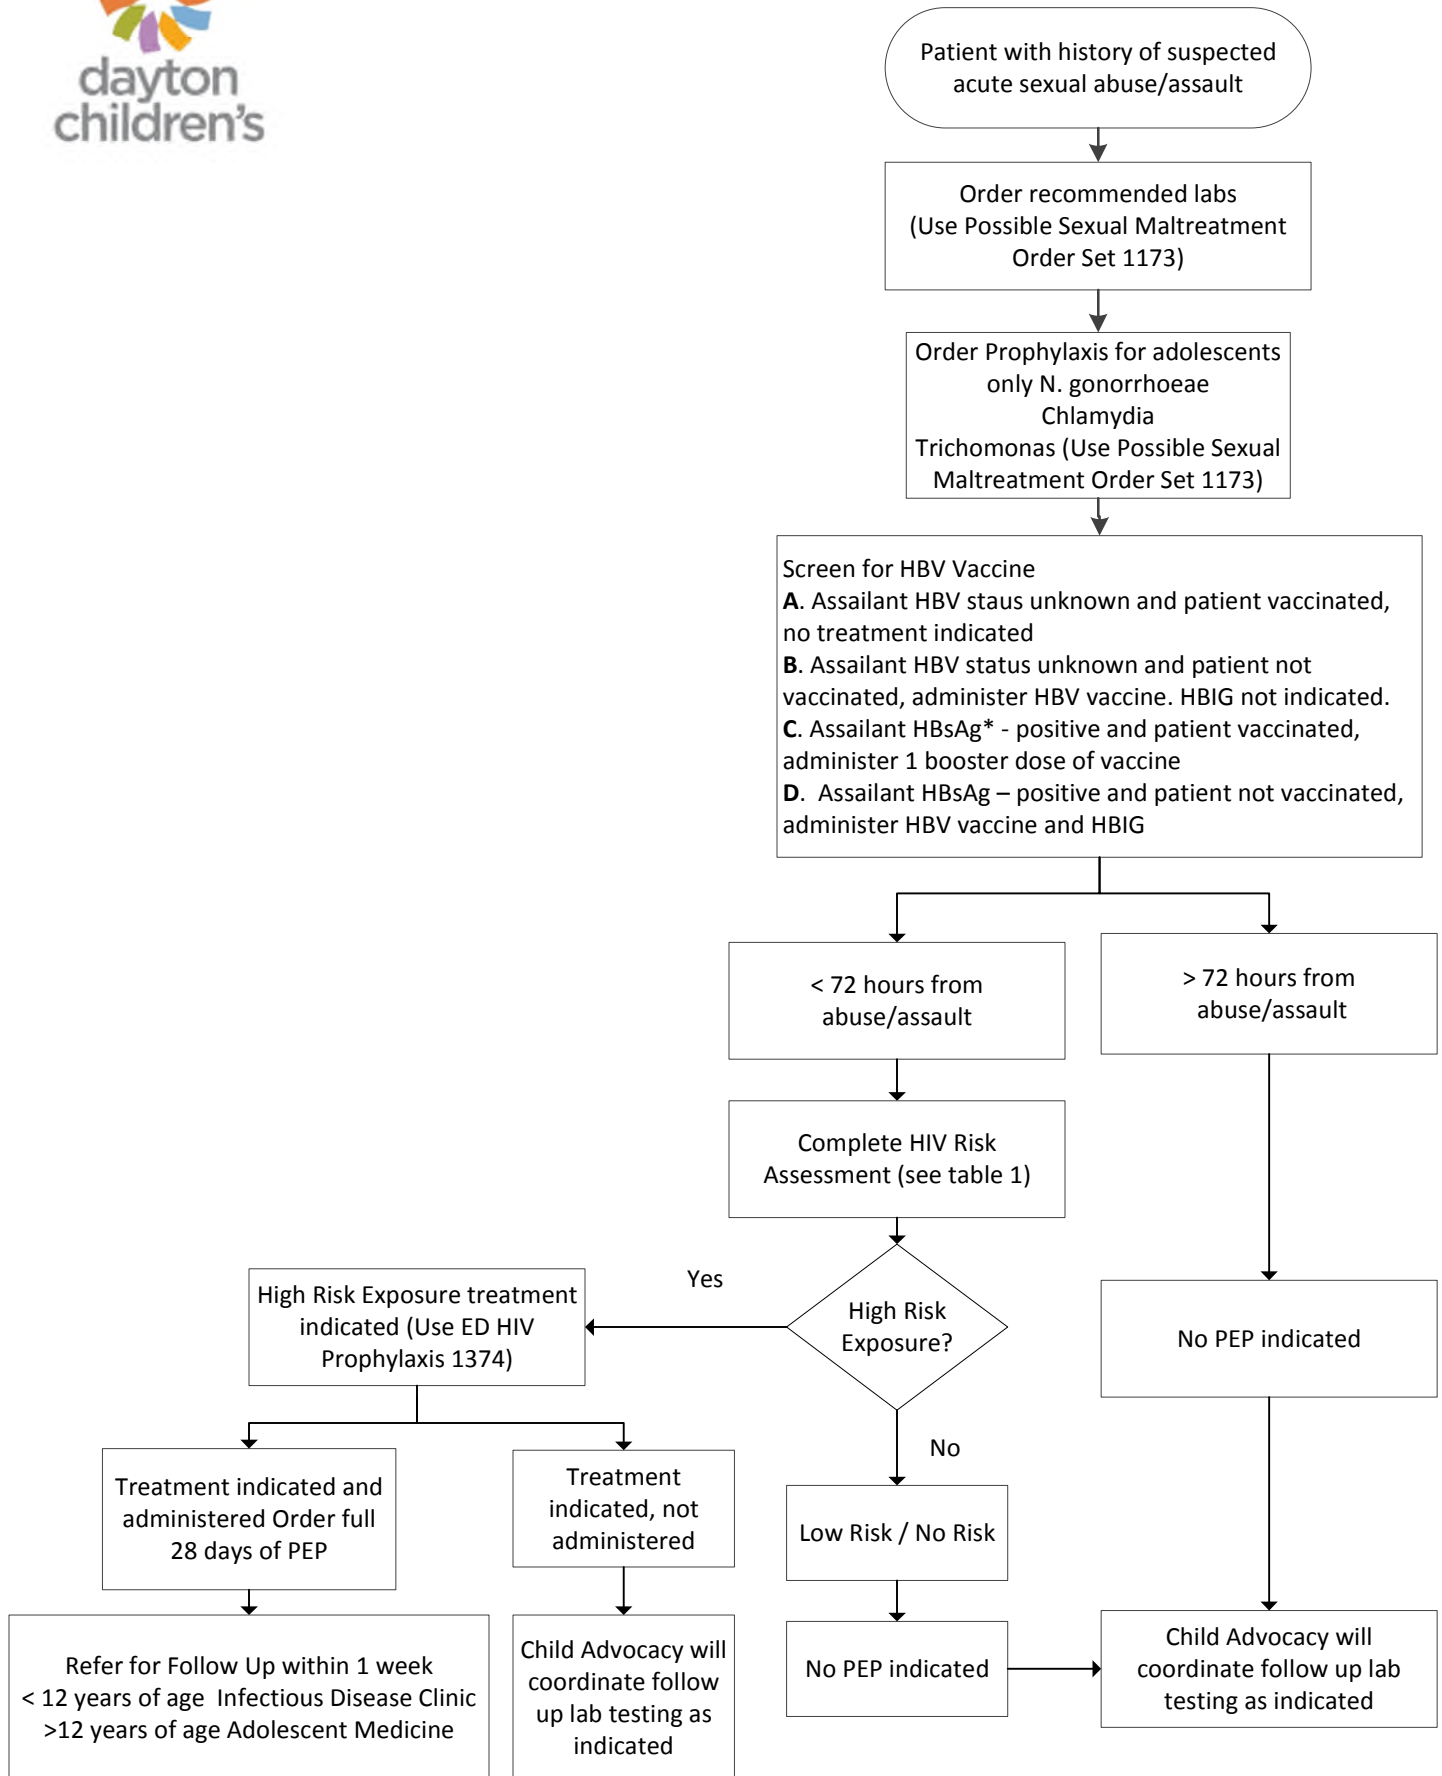 dayton
children's
Patient with history of suspected
acute sexual abuse/assault
Order recommended labs
(Use Possible Sexual Maltreatment
Order Set 1173)
Order Prophylaxis for adolescents
only N. gonorrhoeae
Chlamydia
Trichomonas (Use Possible Sexual
Maltreatment Order Set 1173)
Screen for HBV Vaccine
A. Assailant HBV staus unknown and patient vaccinated,
no treatment indicated
B. Assailant HBV status unknown and patient not
vaccinated, administer HBV vaccine. HBIG not indicated.
C. Assailant HBsAg* - positive and patient vaccinated,
administer 1 booster dose of vaccine
D. Assailant HBsAg – positive and patient not vaccinated,
administer HBV vaccine and HBIG
< 72 hours from
abuse/assault
> 72 hours from
abuse/assault
Complete HIV Risk
Assessment (see table 1)
High Risk
Exposure?
Yes
High Risk Exposure treatment
indicated (Use ED HIV
Prophylaxis 1374)
No PEP indicated
No
Treatment indicated and
administered Order full
28 days of PEP
Treatment
indicated, not
administered
Low Risk / No Risk
Refer for Follow Up within 1 week
< 12 years of age Infectious Disease Clinic
>12 years of age Adolescent Medicine
Child Advocacy will
coordinate follow
up lab testing as
indicated
No PEP indicated
Child Advocacy will
coordinate follow up lab
testing as indicated